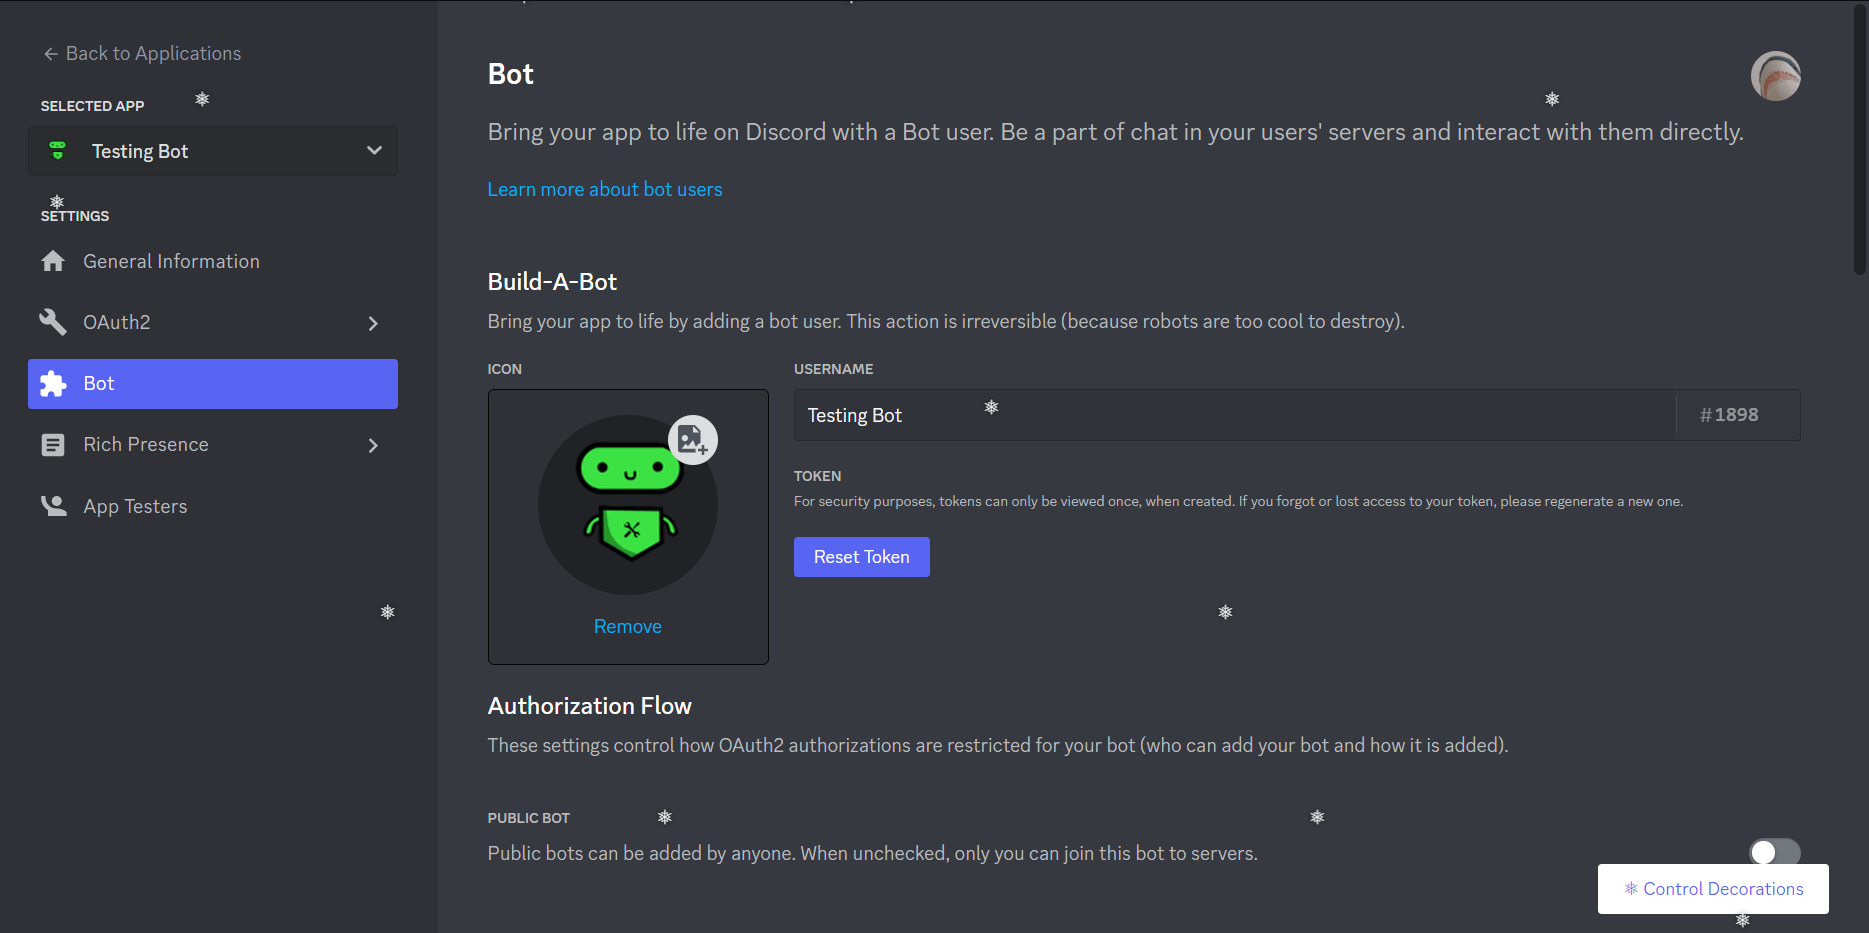 Back to Applications
SELECTED APP
Testing Bot
SETTINGS
General Information
OAuth2
Bot
Rich Presence
App Testers
Bot
Bring your app to life on Discord with a Bot user. Be a part of chat in your users' servers and interact with them directly.
Learn more about bot users
Build-A-Bot
Bring your app to life by adding a bot user. This action is irreversible (because robots are too cool to destroy).
ICON
Remove
USERNAME
Testing Bot
#1898
TOKEN
For security purposes, tokens can only be viewed once, when created. If you forgot or lost access to your token, please regenerate a new one.
Reset Token
Authorization Flow
These settings control how OAuth2 authorizations are restricted for your bot (who can add your bot and how it is added).
PUBLIC BOT
Public bots can be added by anyone. When unchecked, only you can join this bot to servers.
Control Decorations